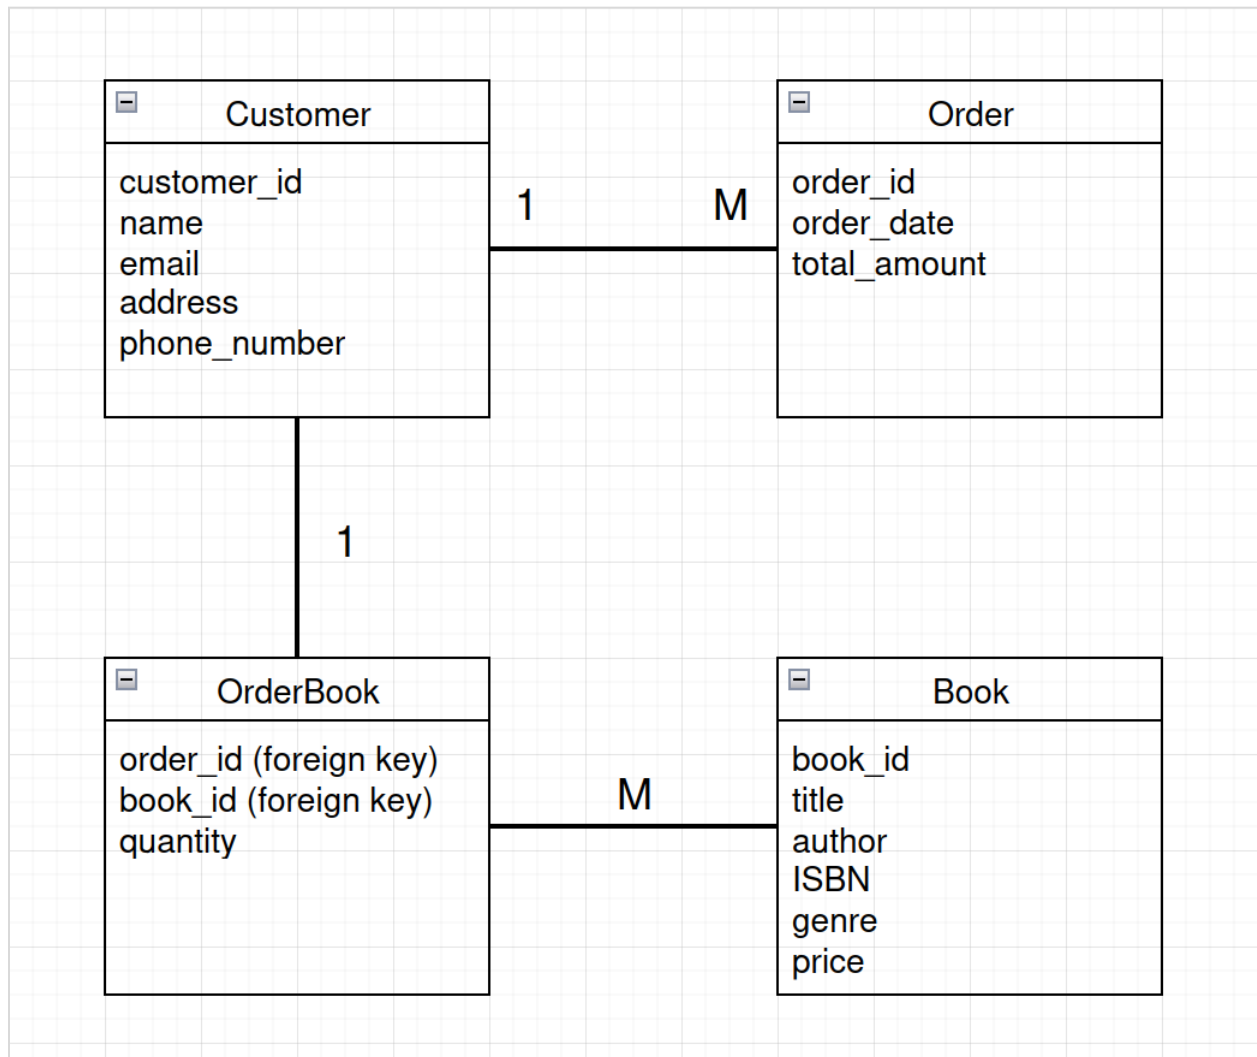 Customer
customer_id
name
email
address
phone_number
1
M
Order
order_id
order_date
total_amount
1
OrderBook
order_id (foreign key)
book_id (foreign key)
quantity
M
Book
book_id
title
author
ISBN
genre
price